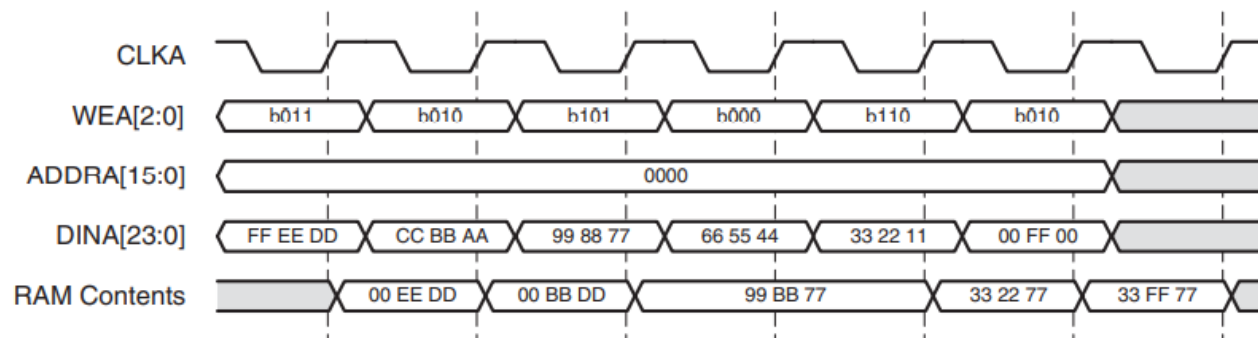 CLKA
WEA[2:0] b011 b010 b101 b000 b110 b010
ADDRA[15:0] 0000
DINA[23:0] FF EE DD CC BB AA 99 88 77 66 55 44 33 22 11 00 FF 00
RAM Contents 00 EE DD 00 BB DD 99 BB 77 33 22 77 33 FF 77